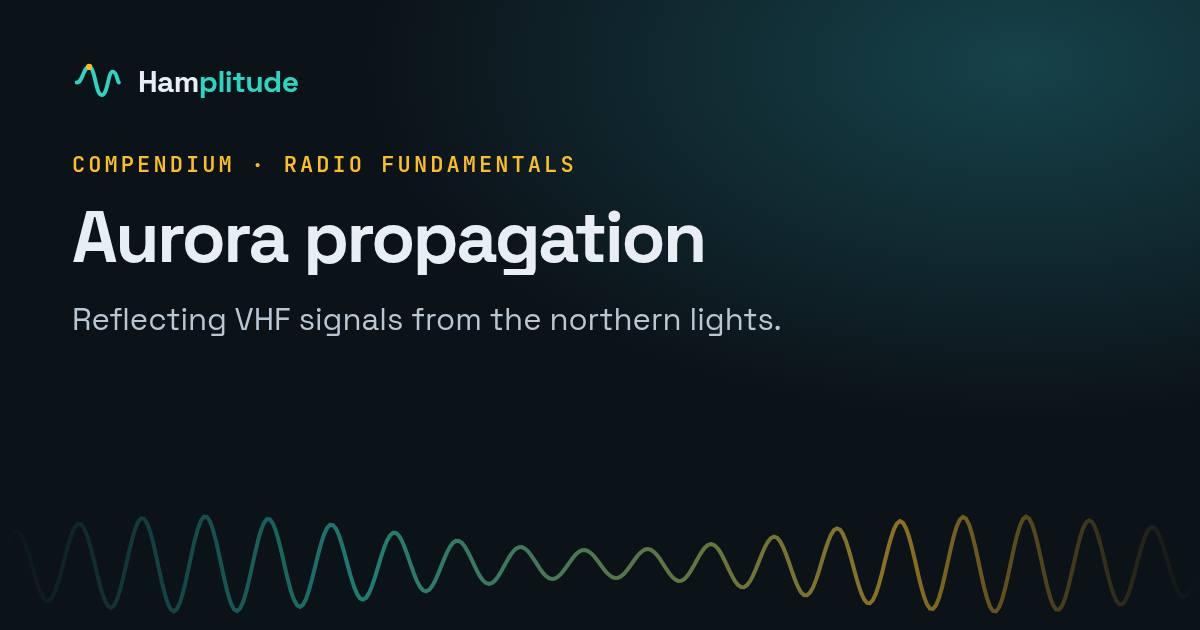 Hamplitude
COMPENDIUM · RADIO FUNDAMENTALS
Aurora propagation
Reflecting VHF signals from the northern lights.